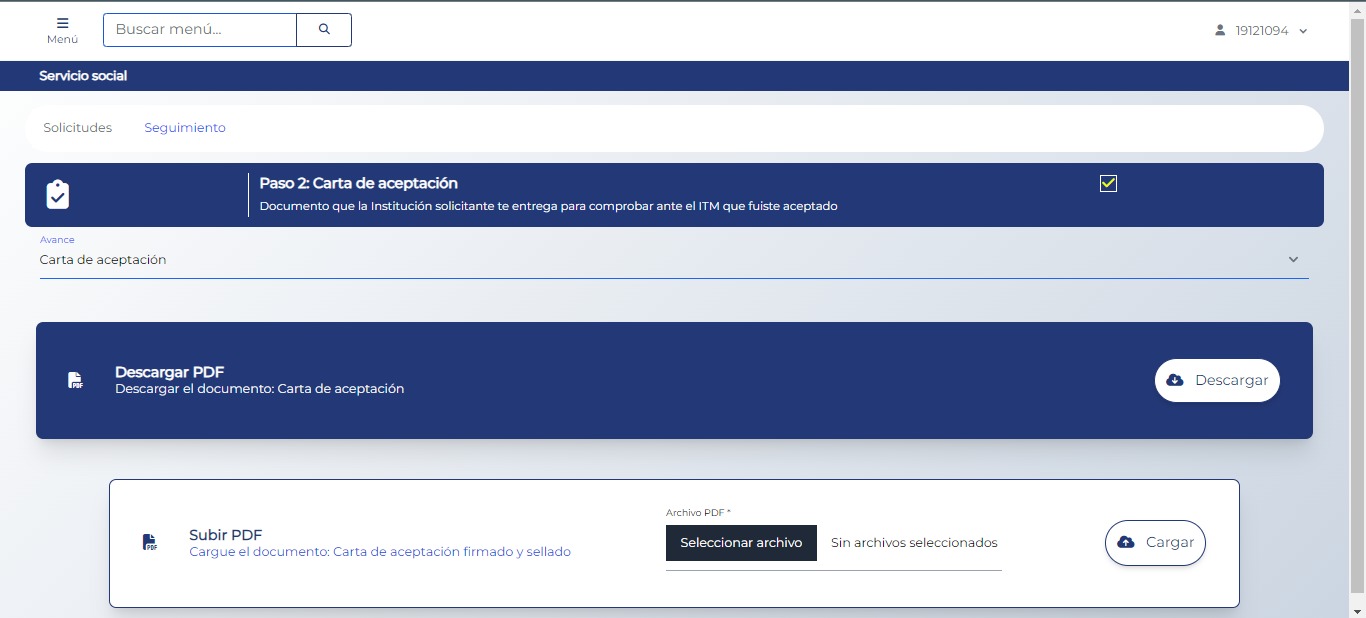 Menú
Buscar menú...
19121094
Servicio social
Solicitudes
Seguimiento
Paso 2: Carta de aceptación
Documento que la Institución solicitante te entrega para comprobar ante el ITM que fuiste aceptado
Avance
Carta de aceptación
PDF
Descargar PDF
Descargar el documento: Carta de aceptación
Descargar
PDF
Subir PDF
Cargue el documento: Carta de aceptación firmado y sellado
Archivo PDF *
Seleccionar archivo
Sin archivos seleccionados
Cargar